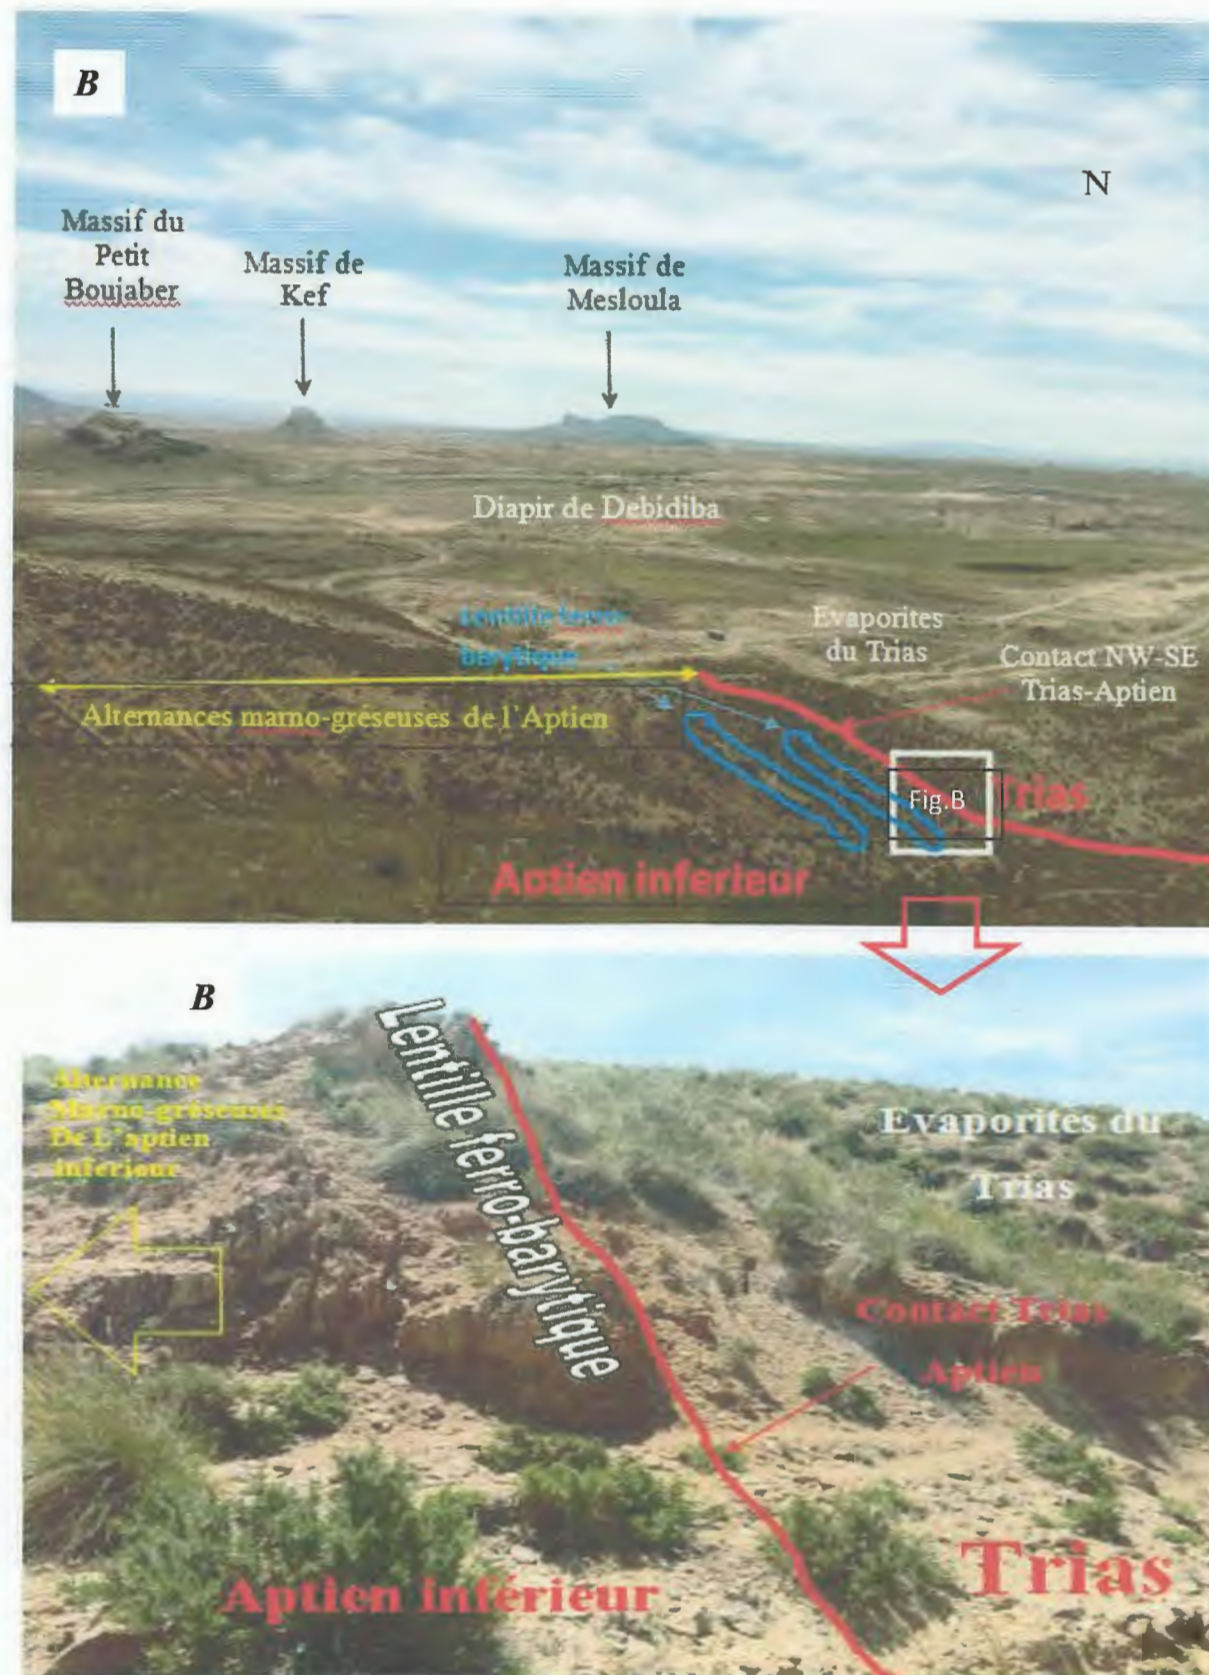 B
N
Massif du
Petit
Boujaber
Massif de
Kef
Massif de
Mesloula
Diapir de Debidiba
Lentille ferro-
barytique
Evaporites
du Trias
Contact NW-SE
Trias-Aptien
Alternances marno-gréseuses de l'Aptien
Fig.B
Trias
Aptien inferieur
B
Lentille ferro-barytique
Alternance
Marno-gréseuses
De L'aptien
inferieur
Evaporites du
Trias
Contact Trias
Aptien
Trias
Aptien inférieur